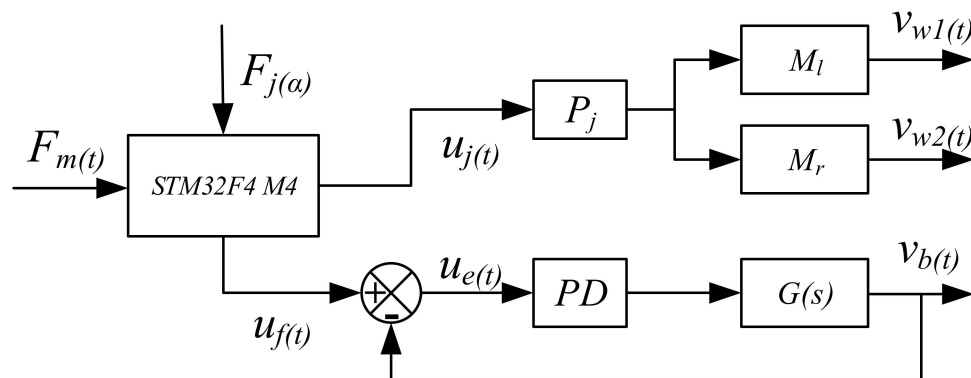 v_{w1(t)}
F_{j(α)}
M_l
P_j
F_{m(t)}
u_{j(t)}
v_{w2(t)}
STM32F4 M4
M_r
u_{e(t)}
v_{b(t)}
+
-
PD
G(s)
u_{f(t)}